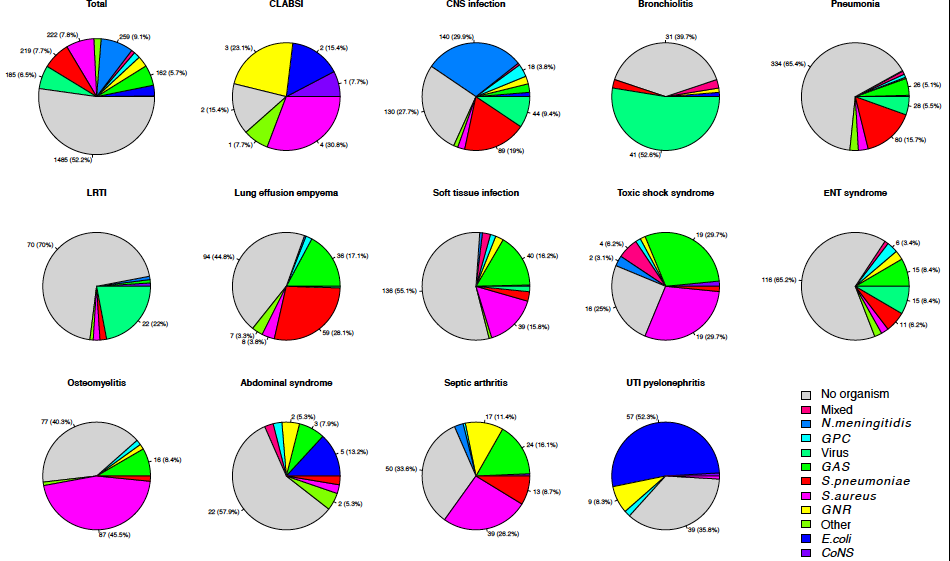 Total
222 (7.8%)
259 (9.1%)
219 (7.7%)
185 (6.5%)
162 (5.7%)
1485 (52.2%)
CLABSI
3 (23.1%)
2 (15.4%)
1 (7.7%)
2 (15.4%)
1 (7.7%)
4 (30.8%)
CNS infection
140 (29.9%)
18 (3.8%)
130 (27.7%)
44 (9.4%)
89 (19%)
Bronchiolitis
31 (39.7%)
41 (52.6%)
Pneumonia
334 (65.4%)
26 (5.1%)
28 (5.5%)
80 (15.7%)
LRTI
70 (70%)
22 (22%)
Lung effusion empyema
94 (44.8%)
36 (17.1%)
7 (3.3%)
8 (3.8%)
59 (28.1%)
Soft tissue infection
40 (16.2%)
136 (55.1%)
39 (15.8%)
Toxic shock syndrome
19 (29.7%)
4 (6.2%)
2 (3.1%)
16 (25%)
19 (29.7%)
ENT syndrome
6 (3.4%)
116 (65.2%)
15 (8.4%)
15 (8.4%)
11 (6.2%)
Osteomyelitis
77 (40.3%)
16 (8.4%)
87 (45.5%)
Abdominal syndrome
2 (5.3%)
3 (7.9%)
5 (13.2%)
2 (5.3%)
22 (57.9%)
Septic arthritis
17 (11.4%)
24 (16.1%)
50 (33.6%)
13 (8.7%)
39 (26.2%)
UTI pyelonephritis
57 (52.3%)
9 (8.3%)
39 (35.8%)
No organism
Mixed
N.meningitidis
GPC
Virus
GAS
S.pneumoniae
S.aureus
GNR
Other
E.coli
CoNS